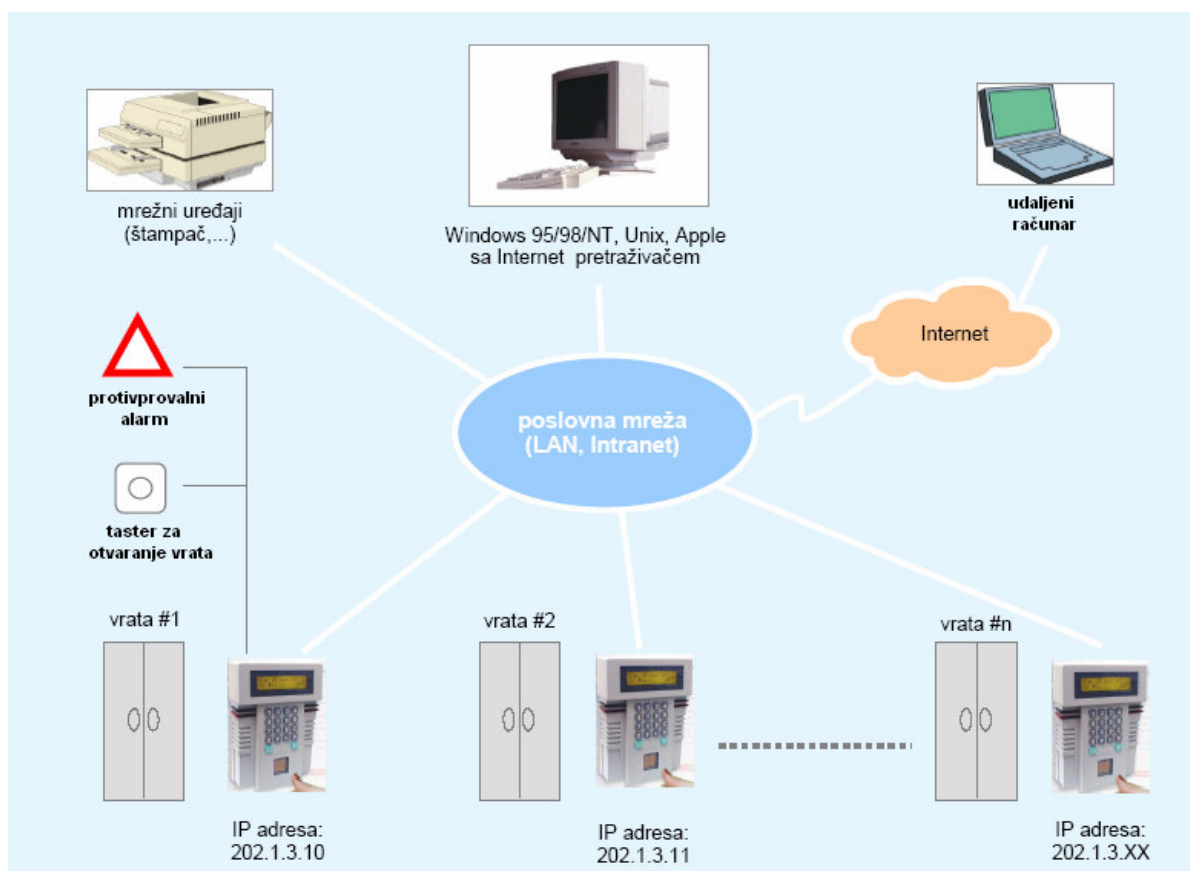 mrežni uređaji
(štampač,...)
Windows 95/98/NT, Unix, Apple
sa Internet pretraživačem
udaljeni
računar
Internet
protivprovalni
alarm
poslovna mreža
(LAN, Intranet)
taster za
otvaranje vrata
vrata #1
vrata #2
vrata #n
IP adresa:
202.1.3.10
IP adresa:
202.1.3.11
IP adresa:
202.1.3.XX